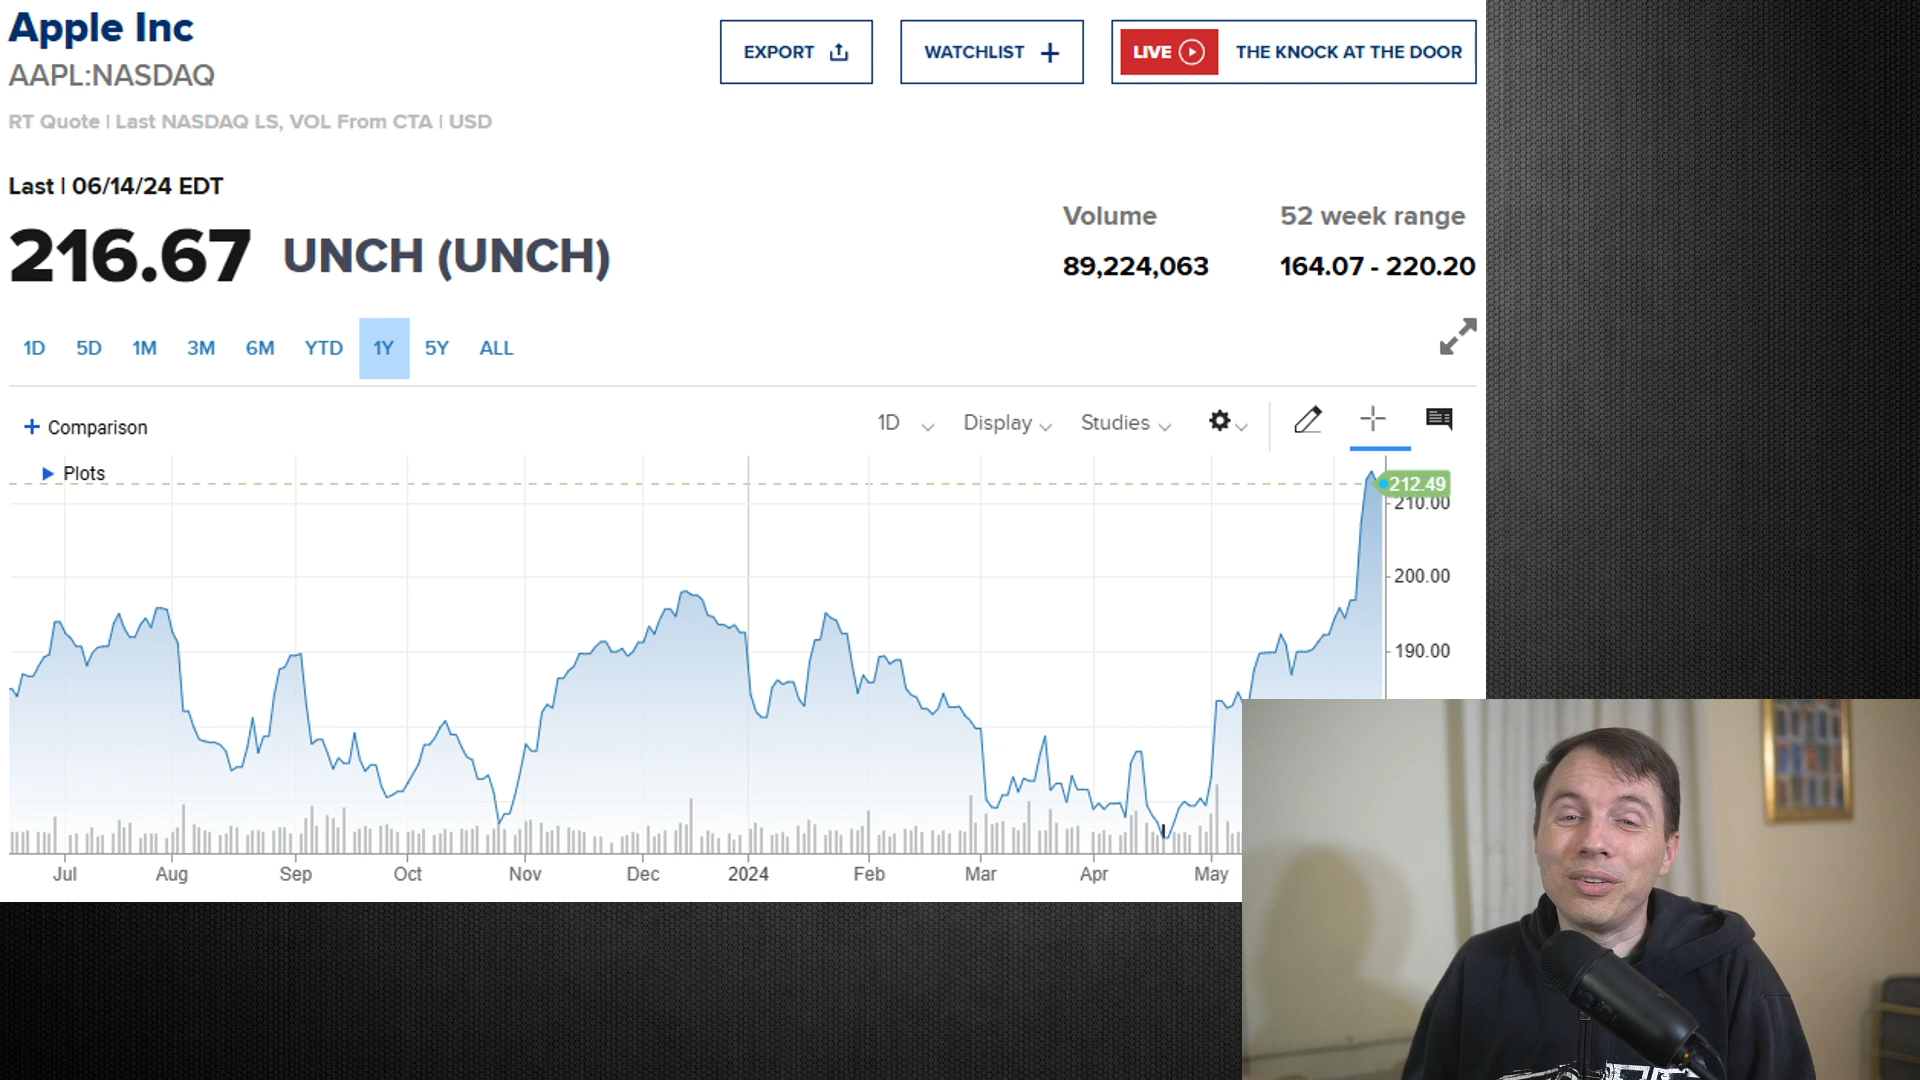 Apple Inc
AAPL:NASDAQ
RT Quote | Last NASDAQ LS, VOL From CTA | USD
EXPORT
WATCHLIST +
LIVE
THE KNOCK AT THE DOOR
Last | 06/14/24 EDT
216.67 UNCH (UNCH)
Volume
89,224,063
52 week range
164.07 - 220.20
1D 5D 1M 3M 6M YTD 1Y 5Y ALL
+ Comparison
1D Display Studies
Plots
212.49
210.00
200.00
190.00
Jul Aug Sep Oct Nov Dec 2024 Feb Mar Apr May